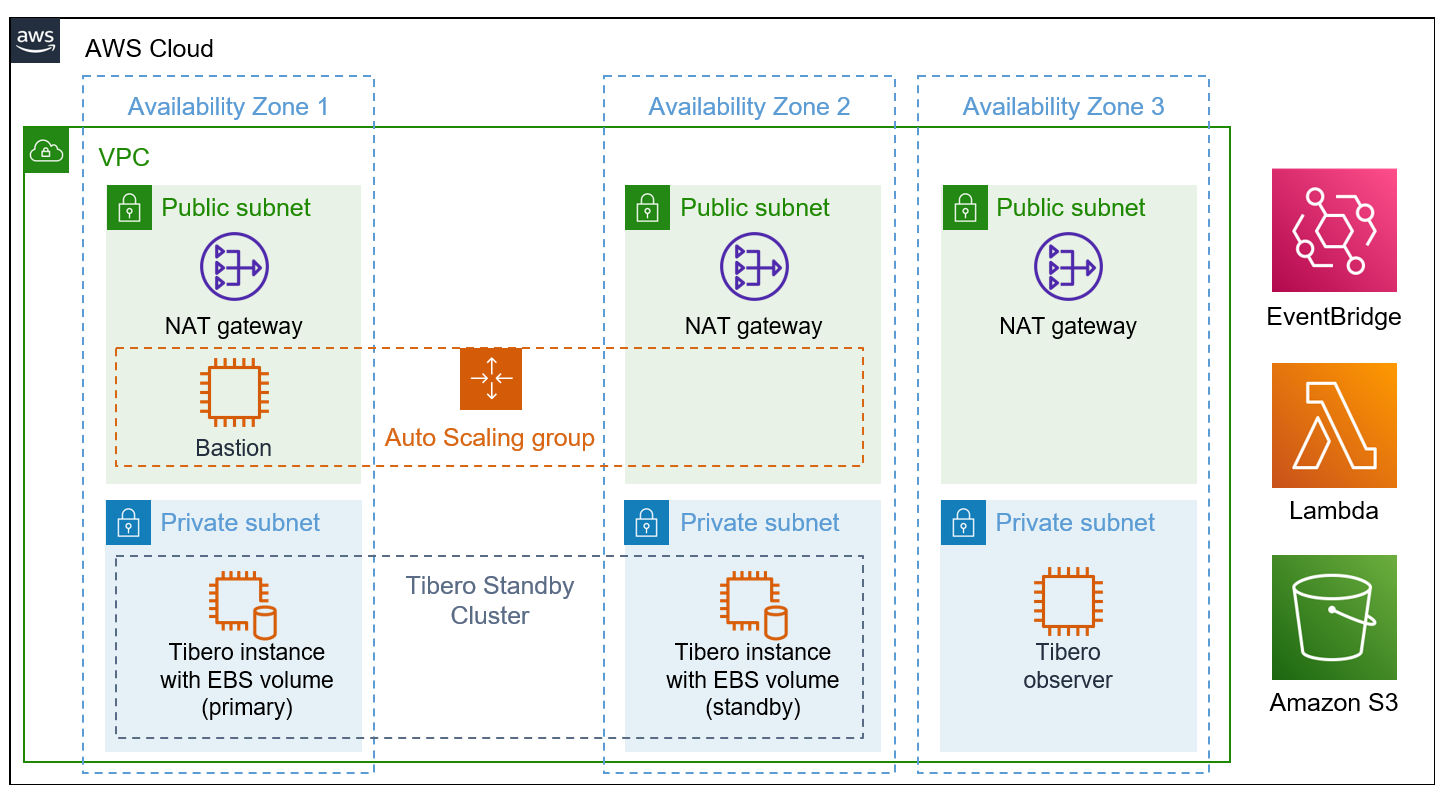 aws
AWS Cloud
Availability Zone 1
Availability Zone 2
Availability Zone 3
VPC
Public subnet
Public subnet
Public subnet
NAT gateway
NAT gateway
NAT gateway
EventBridge
Bastion
Auto Scaling group
Lambda
Private subnet
Private subnet
Private subnet
Tibero Standby
Cluster
Tibero instance
with EBS volume
(primary)
Tibero instance
with EBS volume
(standby)
Tibero
observer
Amazon S3